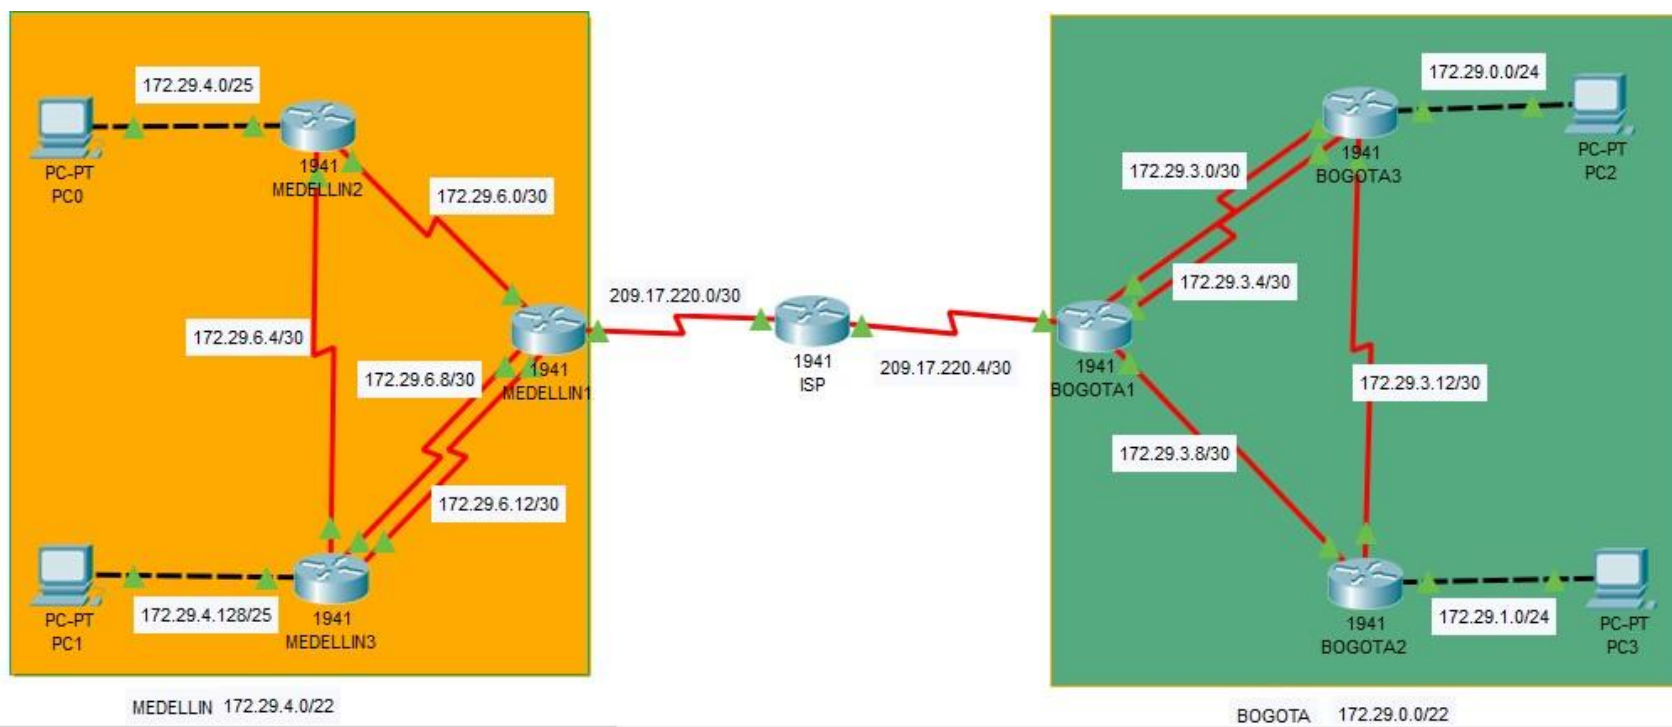 172.29.4.0/25
PC-PT
PC0
1941
MEDELLIN2
172.29.6.0/30
172.29.6.4/30
172.29.6.8/30
1941
MEDELLIN1
172.29.6.12/30
PC-PT
PC1
172.29.4.128/25
1941
MEDELLIN3
MEDELLIN 172.29.4.0/22
209.17.220.0/30
1941
ISP
209.17.220.4/30
172.29.0.0/24
PC-PT
PC2
1941
BOGOTA3
172.29.3.0/30
172.29.3.4/30
1941
BOGOTA1
172.29.3.12/30
172.29.3.8/30
1941
BOGOTA2
172.29.1.0/24
PC-PT
PC3
BOGOTA 172.29.0.0/22